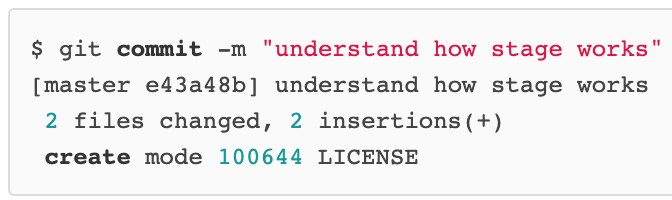 $ git commit -m "understand how stage works"
[master e43a48b] understand how stage works
 2 files changed, 2 insertions(+)
 create mode 100644 LICENSE